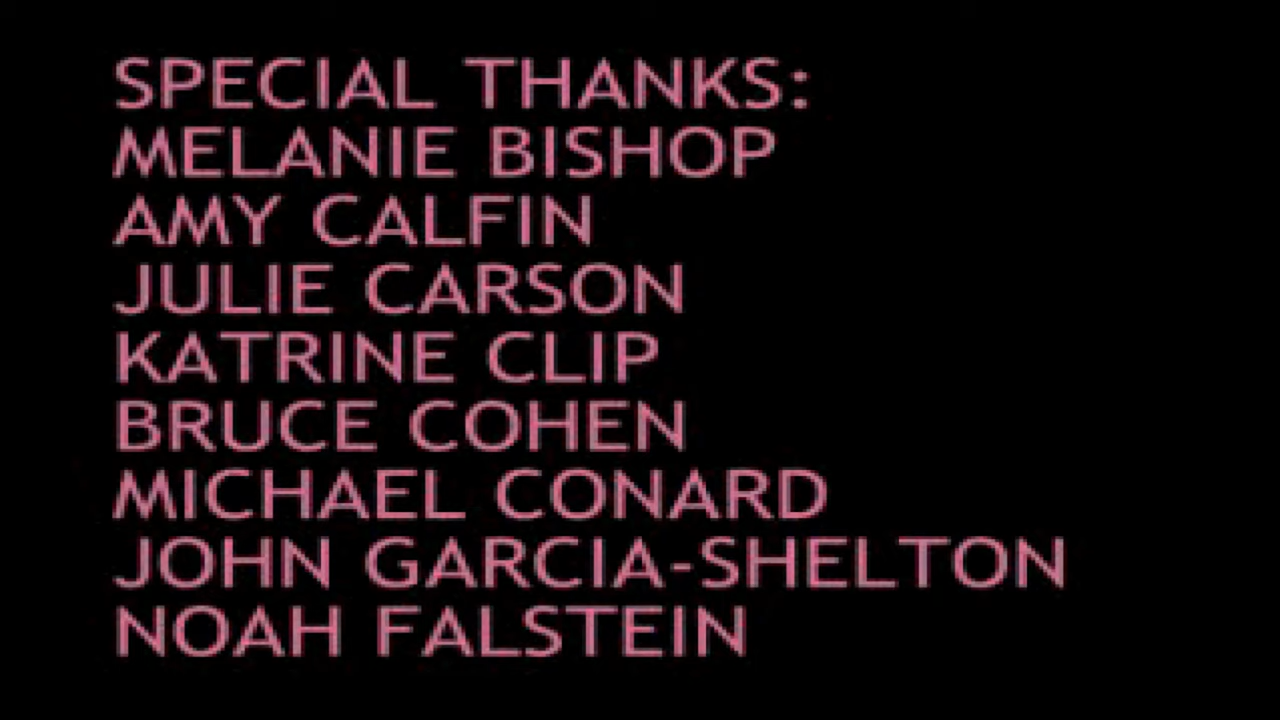 SPECIAL THANKS:
MELANIE BISHOP
AMY CALFIN
JULIE CARSON
KATRINE CLIP
BRUCE COHEN
MICHAEL CONARD
JOHN GARCIA-SHELTON
NOAH FALSTEIN